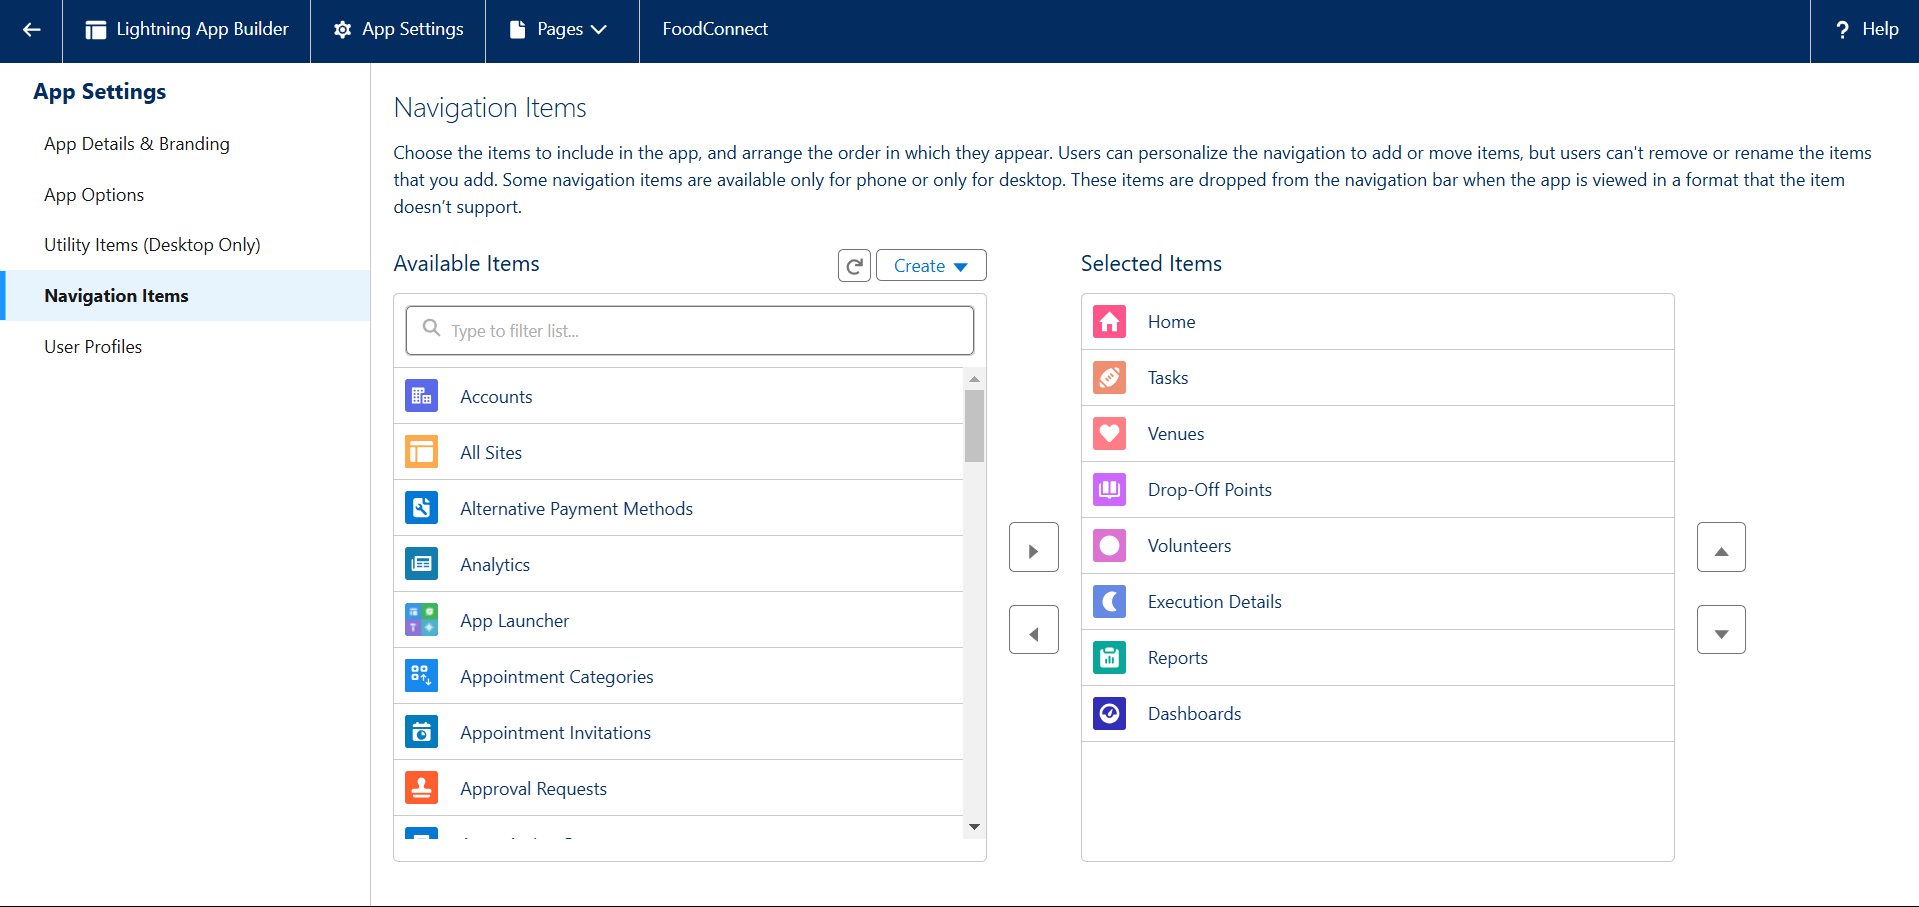 Lightning App Builder
App Settings
Pages
FoodConnect
? Help
App Settings
App Details & Branding
App Options
Utility Items (Desktop Only)
Navigation Items
User Profiles
Navigation Items
Choose the items to include in the app, and arrange the order in which they appear. Users can personalize the navigation to add or move items, but users can't remove or rename the items
that you add. Some navigation items are available only for phone or only for desktop. These items are dropped from the navigation bar when the app is viewed in a format that the item
doesn’t support.
Available Items
Create
Type to filter list...
Accounts
All Sites
Alternative Payment Methods
Analytics
App Launcher
Appointment Categories
Appointment Invitations
Approval Requests
Selected Items
Home
Tasks
Venues
Drop-Off Points
Volunteers
Execution Details
Reports
Dashboards